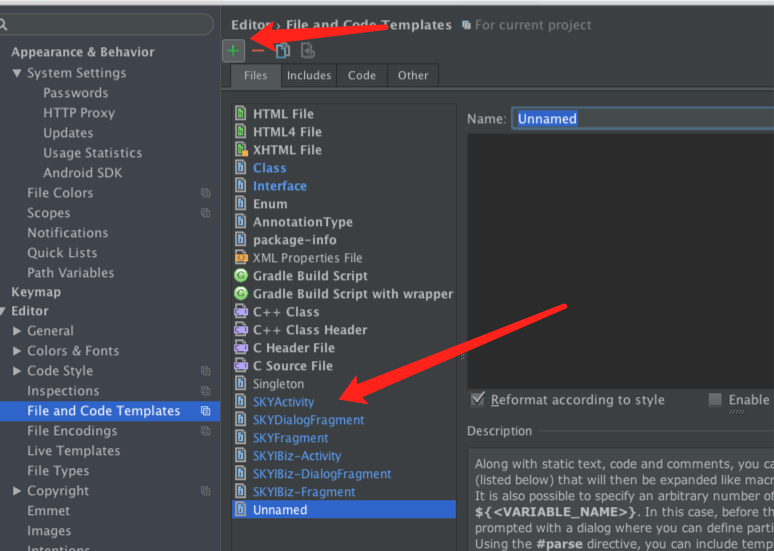 Editor › File and Code Templates For current project
Appearance & Behavior
System Settings
Passwords
HTTP Proxy
Updates
Usage Statistics
Android SDK
File Colors
Scopes
Notifications
Quick Lists
Path Variables
Keymap
Editor
General
Colors & Fonts
Code Style
Inspections
File and Code Templates
File Encodings
Live Templates
File Types
Copyright
Emmet
Images
Intentions
Files Includes Code Other
HTML File
HTML4 File
XHTML File
Class
Interface
Enum
AnnotationType
package-info
XML Properties File
Gradle Build Script
Gradle Build Script with wrapper
C++ Class
C++ Class Header
C Header File
C Source File
Singleton
SKYActivity
SKYDialogFragment
SKYFragment
SKYIBiz-Activity
SKYIBiz-DialogFragment
SKYIBiz-Fragment
Unnamed
Name: Unnamed
Reformat according to style Enable
Description
Along with static text, code and comments, you ca
(listed below) that will then be expanded like macr
It is also possible to specify an arbitrary number of
${<VARIABLE_NAME>}. In this case, before th
prompted with a dialog where you can define parti
Using the #parse directive, you can include temp